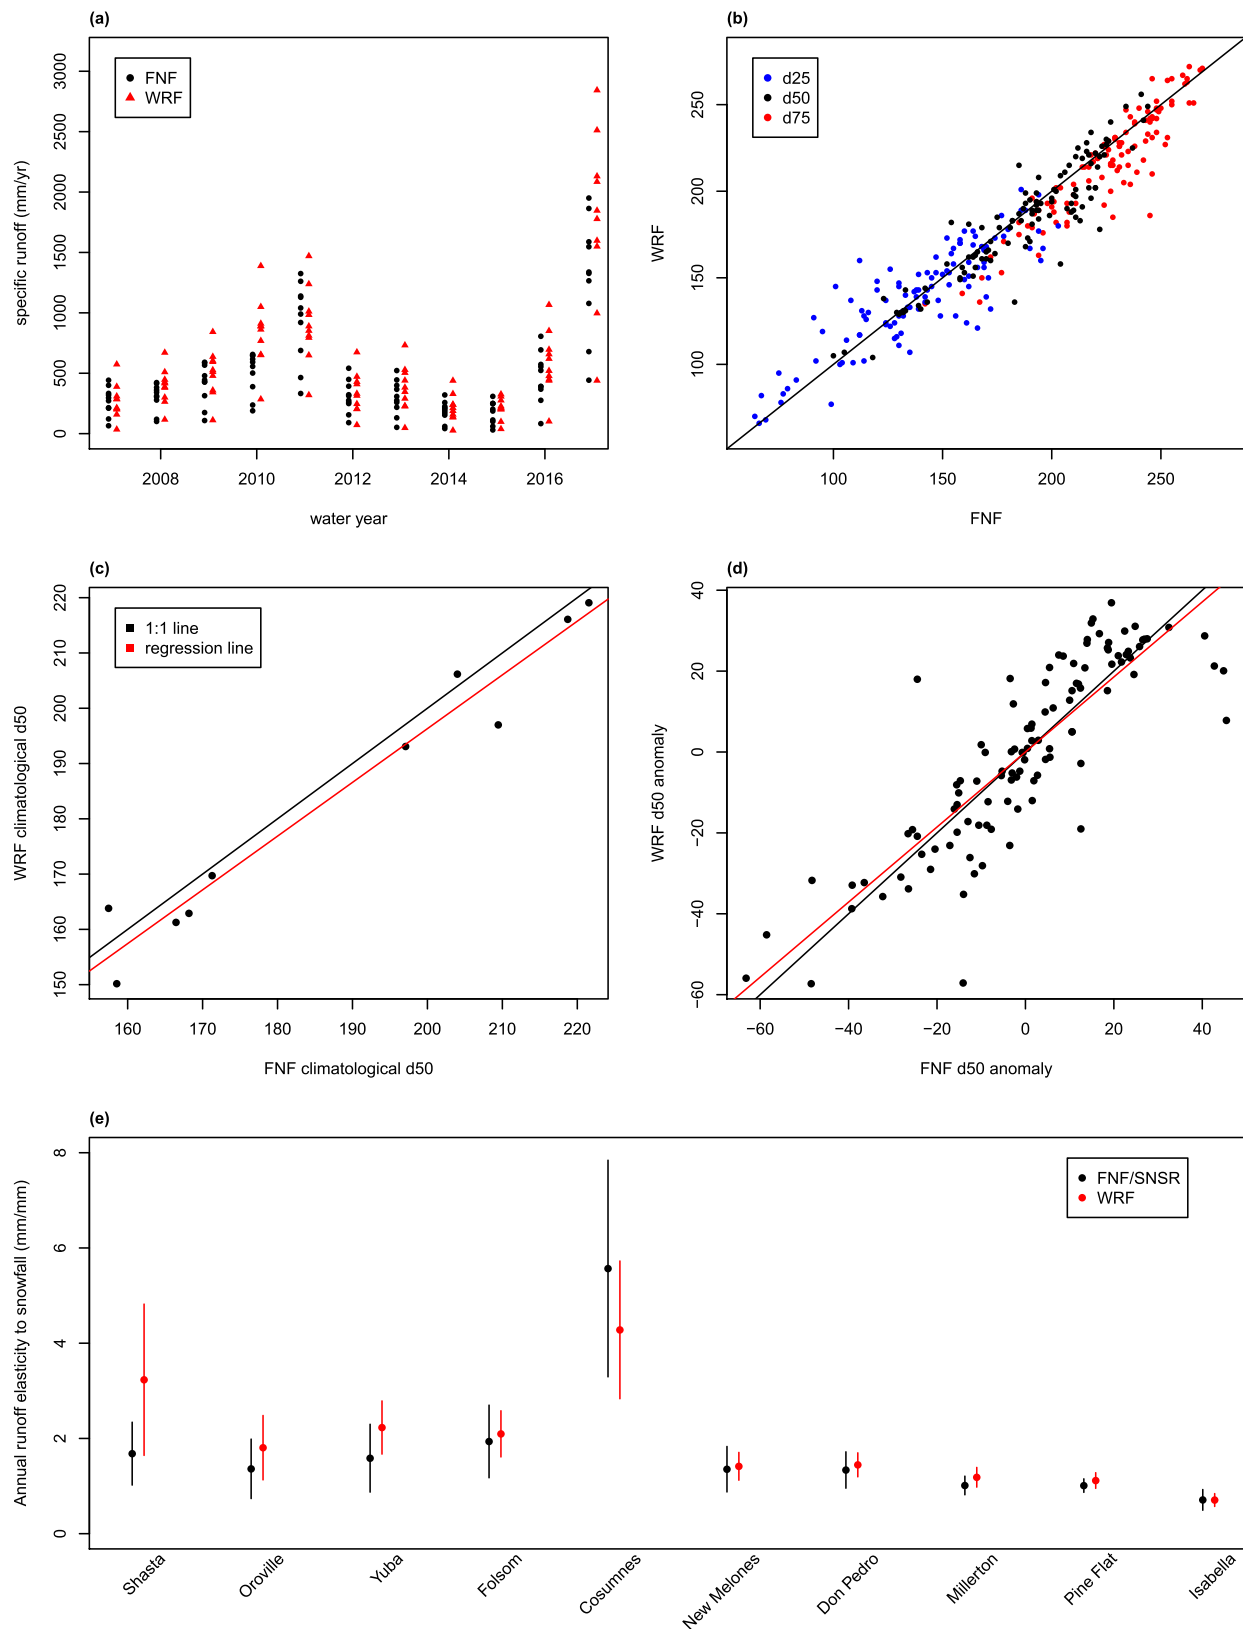 (a)
specific runoff (mm/yr)
0
500
1000
1500
2000
2500
3000
FNF
WRF
2008
2010
2012
2014
2016
water year
(b)
WRF
100
150
200
250
d25
d50
d75
100
150
200
250
FNF
(c)
WRF climatological d50
150
160
170
180
190
200
210
220
1:1 line
regression line
160
170
180
190
200
210
220
FNF climatological d50
(d)
WRF d50 anomaly
−60
−40
−20
0
20
40
−60
−40
−20
0
20
40
FNF d50 anomaly
(e)
Annual runoff elasticity to snowfall (mm/mm)
0
2
4
6
8
FNF/SNSR
WRF
Shasta
Oroville
Yuba
Folsom
Cosumnes
New Melones
Don Pedro
Millerton
Pine Flat
Isabella